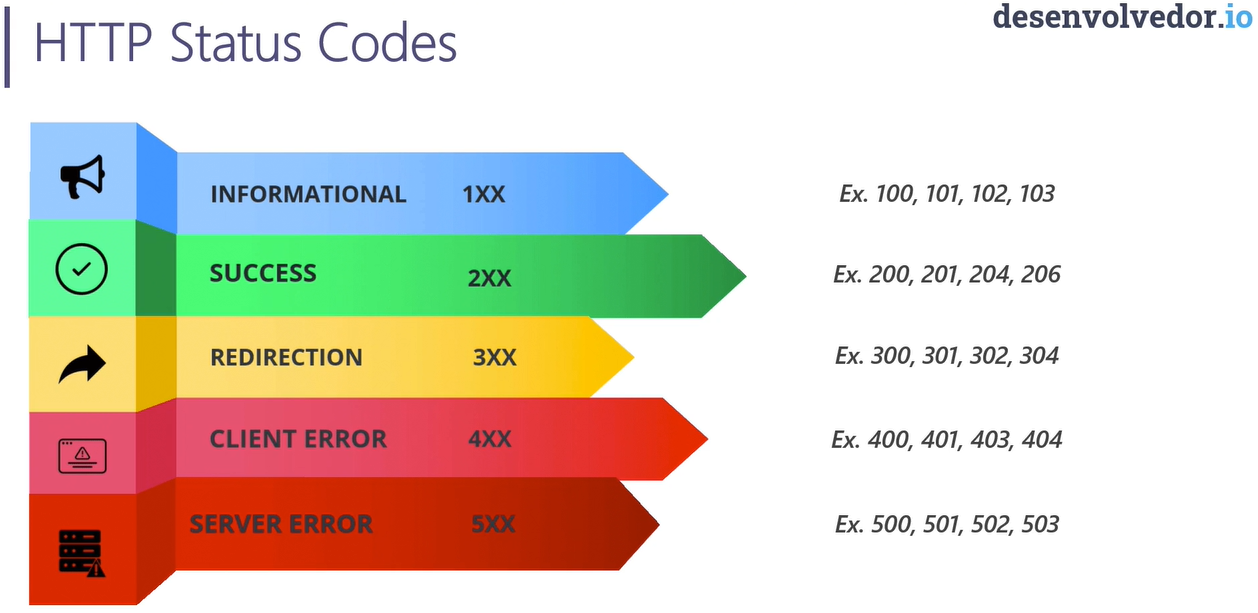 HTTP Status Codes
desenvolvedor.io
INFORMATIONAL 1XX Ex. 100, 101, 102, 103
SUCCESS 2XX Ex. 200, 201, 204, 206
REDIRECTION 3XX Ex. 300, 301, 302, 304
CLIENT ERROR 4XX Ex. 400, 401, 403, 404
SERVER ERROR 5XX Ex. 500, 501, 502, 503